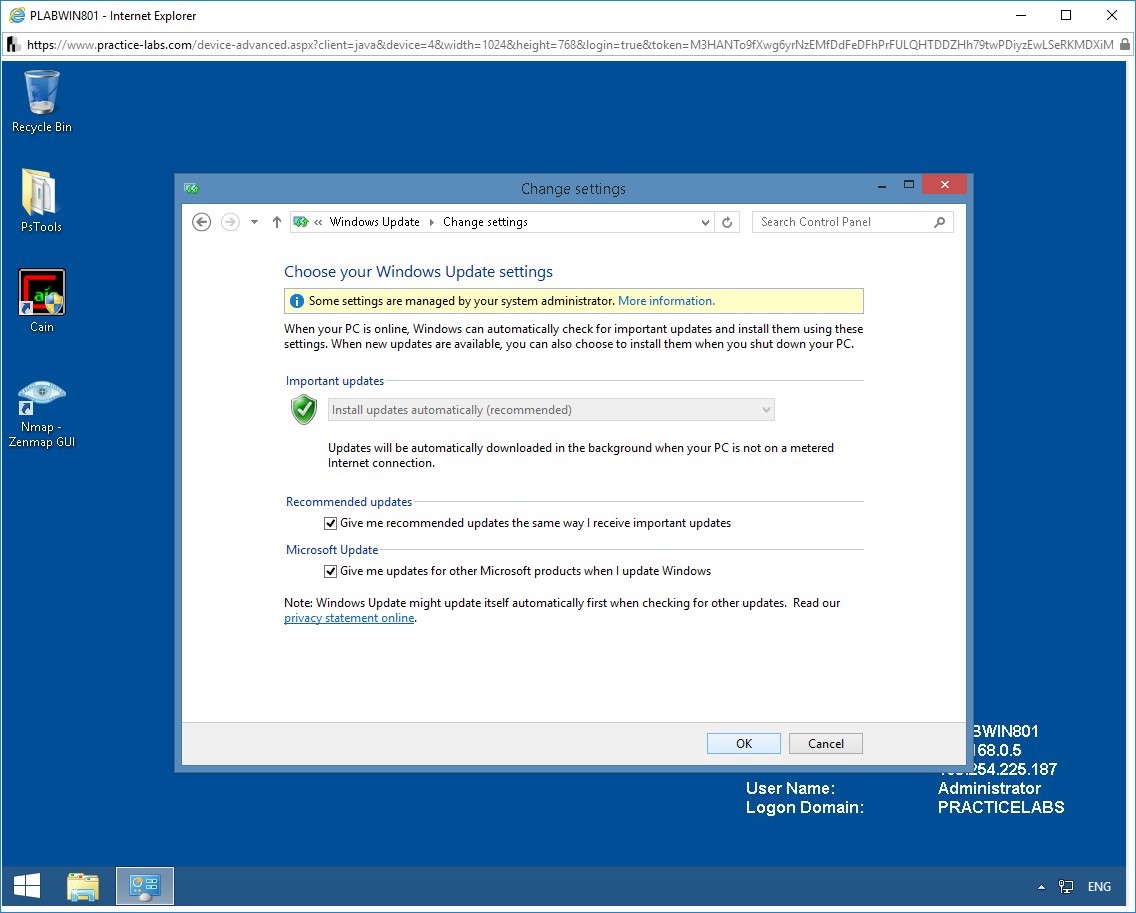 PLABWIN801 - Internet Explorer
https://www.practice-labs.com/device-advanced.aspx?client=java&device=4&width=1024&height=768&login=true&token=M3HANTo9fXwg6yrNzEMfDdFeDFhPrFULQHTDDZHh79twPDiyzEwLSeRKMDXiM
Recycle Bin
PsTools
Cain
Nmap -
Zenmap GUI
Change settings
« Windows Update Change settings
Search Control Panel
Choose your Windows Update settings
Some settings are managed by your system administrator. More information.
When your PC is online, Windows can automatically check for important updates and install them using these
settings. When new updates are available, you can also choose to install them when you shut down your PC.
Important updates
Install updates automatically (recommended)
Updates will be automatically downloaded in the background when your PC is not on a metered
Internet connection.
Recommended updates
Give me recommended updates the same way I receive important updates
Microsoft Update
Give me updates for other Microsoft products when I update Windows
Note: Windows Update might update itself automatically first when checking for other updates. Read our
privacy statement online.
OK Cancel
BWIN801
168.0.5
.254.225.187
User Name: Administrator
Logon Domain: PRACTICELABS
ENG